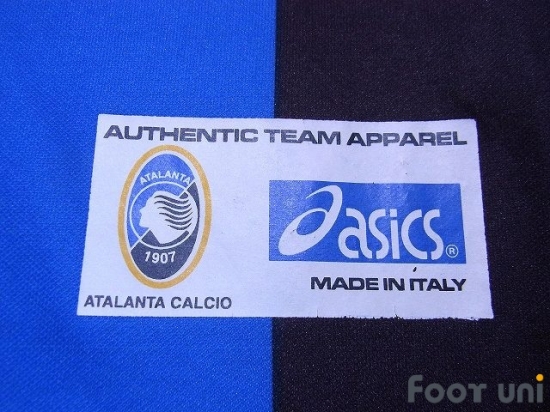 AUTHENTIC TEAM APPAREL
ATALANTA
1907
asics®
ATALANTA CALCIO
MADE IN ITALY
FOOT UNI